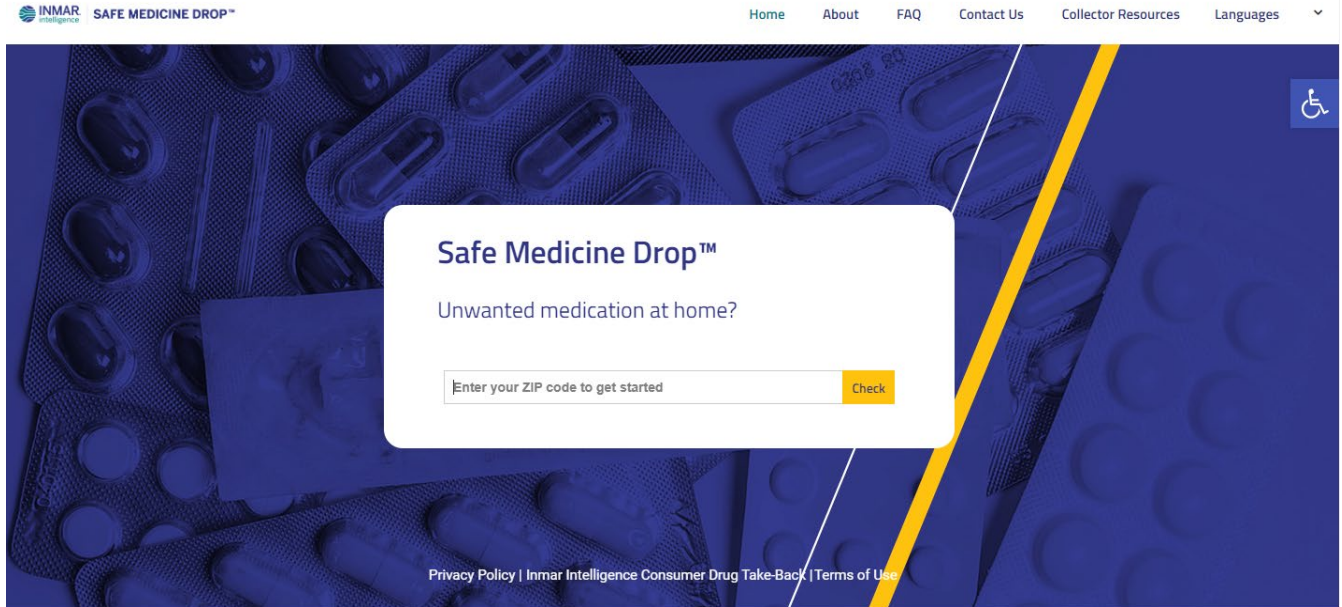 INMAR
intelligence
SAFE MEDICINE DROP™
Home About FAQ Contact Us Collector Resources Languages
Safe Medicine Drop™
Unwanted medication at home?
Enter your ZIP code to get started
Check
Privacy Policy | Inmar Intelligence Consumer Drug Take-Back | Terms of Use